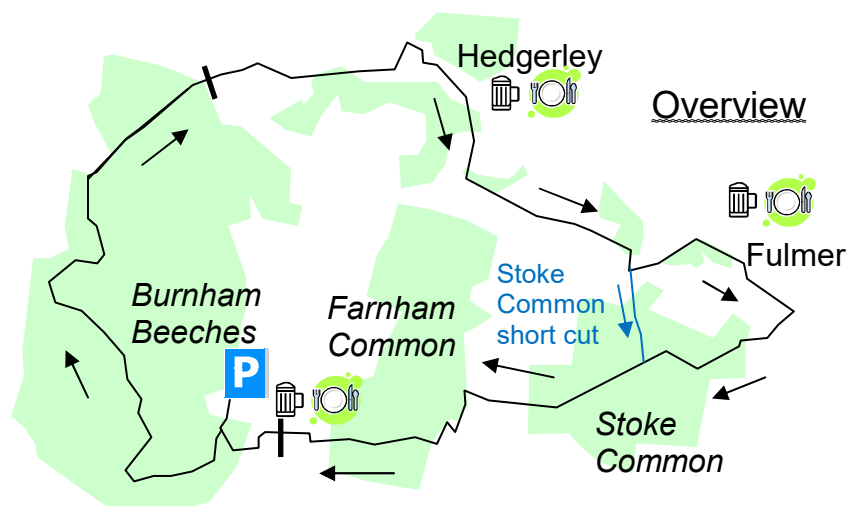 Hedgerley
Overview
Fulmer
Stoke
Common
short cut
Burnham
Beeches
Farnham
Common
P
Stoke
Common